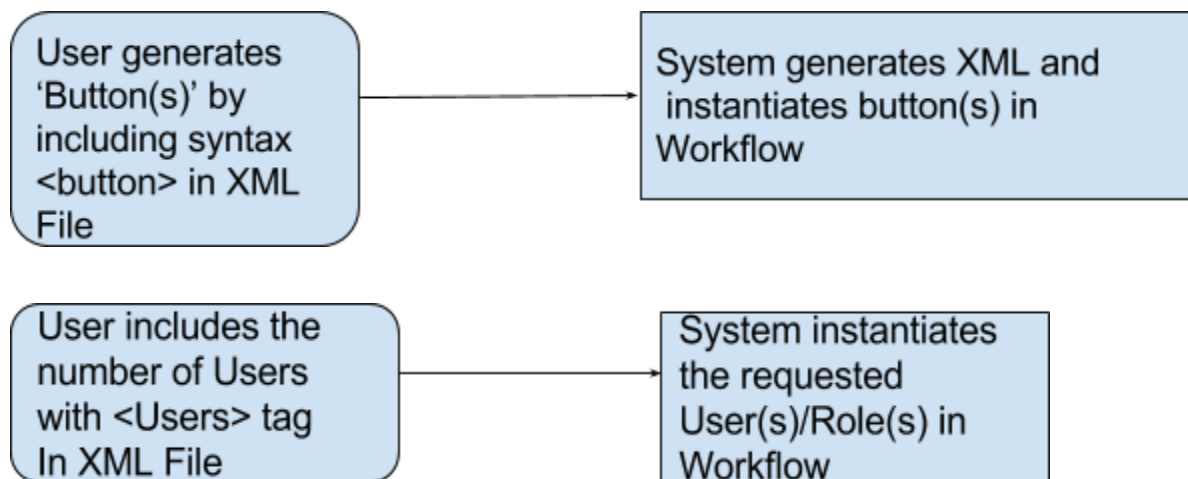 User generates
‘Button(s)’ by
including syntax
<button> in XML
File
System generates XML and
instantiates button(s) in
Workflow
User includes the
number of Users
with <Users> tag
In XML File
System instantiates
the requested
User(s)/Role(s) in
Workflow